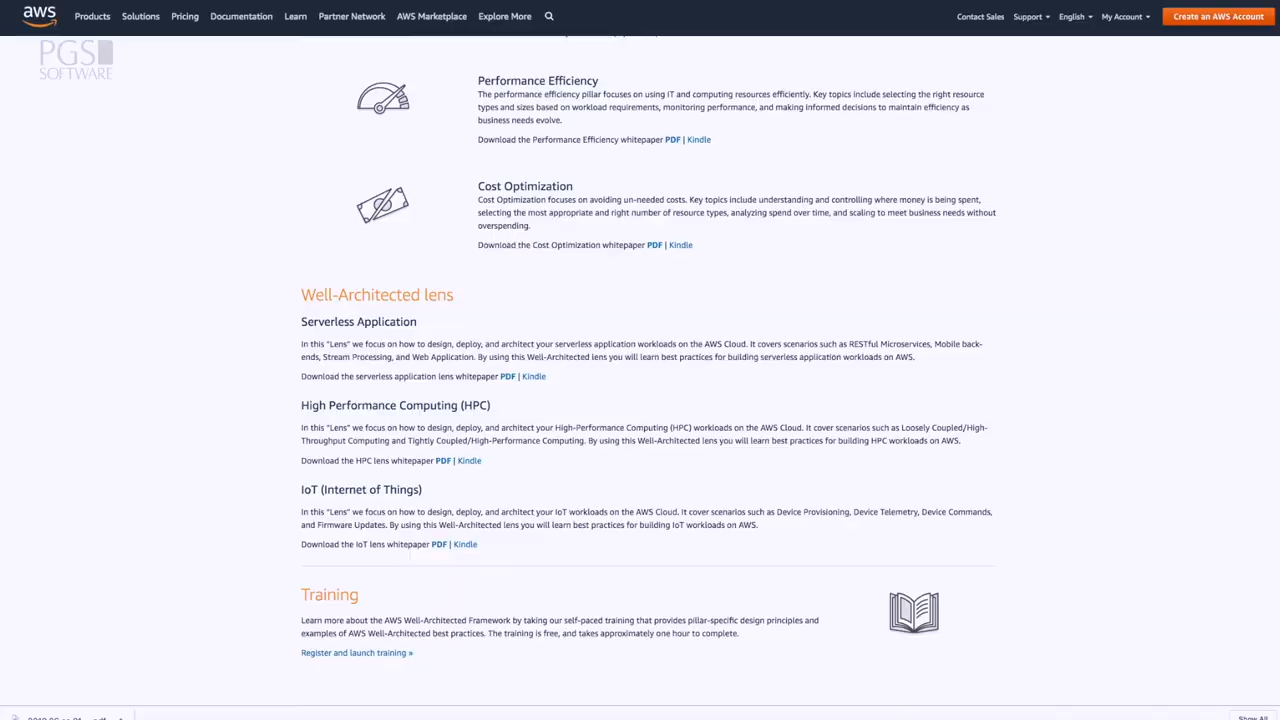 aws
Products Solutions Pricing Documentation Learn Partner Network AWS Marketplace Explore More
Contact Sales Support English My Account Create an AWS Account
PGS
SOFTWARE
Performance Efficiency
The performance efficiency pillar focuses on using IT and computing resources efficiently. Key topics include selecting the right resource
types and sizes based on workload requirements, monitoring performance, and making informed decisions to maintain efficiency as
business needs evolve.
Download the Performance Efficiency whitepaper PDF | Kindle
Cost Optimization
Cost Optimization focuses on avoiding un-needed costs. Key topics include understanding and controlling where money is being spent,
selecting the most appropriate and right number of resource types, analyzing spend over time, and scaling to meet business needs without
overspending.
Download the Cost Optimization whitepaper PDF | Kindle
Well-Architected lens
Serverless Application
In this "Lens" we focus on how to design, deploy, and architect your serverless application workloads on the AWS Cloud. It covers scenarios such as RESTful Microservices, Mobile back-
ends, Stream Processing, and Web Application. By using this Well-Architected lens you will learn best practices for building serverless application workloads on AWS.
Download the serverless application lens whitepaper PDF | Kindle
High Performance Computing (HPC)
In this "Lens" we focus on how to design, deploy, and architect your High-Performance Computing (HPC) workloads on the AWS Cloud. It cover scenarios such as Loosely Coupled/High-
Throughput Computing and Tightly Coupled/High-Performance Computing. By using this Well-Architected lens you will learn best practices for building HPC workloads on AWS.
Download the HPC lens whitepaper PDF | Kindle
IoT (Internet of Things)
In this "Lens" we focus on how to design, deploy, and architect your IoT workloads on the AWS Cloud. It cover scenarios such as Device Provisioning, Device Telemetry, Device Commands,
and Firmware Updates. By using this Well-Architected lens you will learn best practices for building IoT workloads on AWS.
Download the IoT lens whitepaper PDF | Kindle
Training
Learn more about the AWS Well-Architected Framework by taking our self-paced training that provides pillar-specific design principles and
examples of AWS Well-Architected best practices. The training is free, and takes approximately one hour to complete.
Register and launch training »
Show All